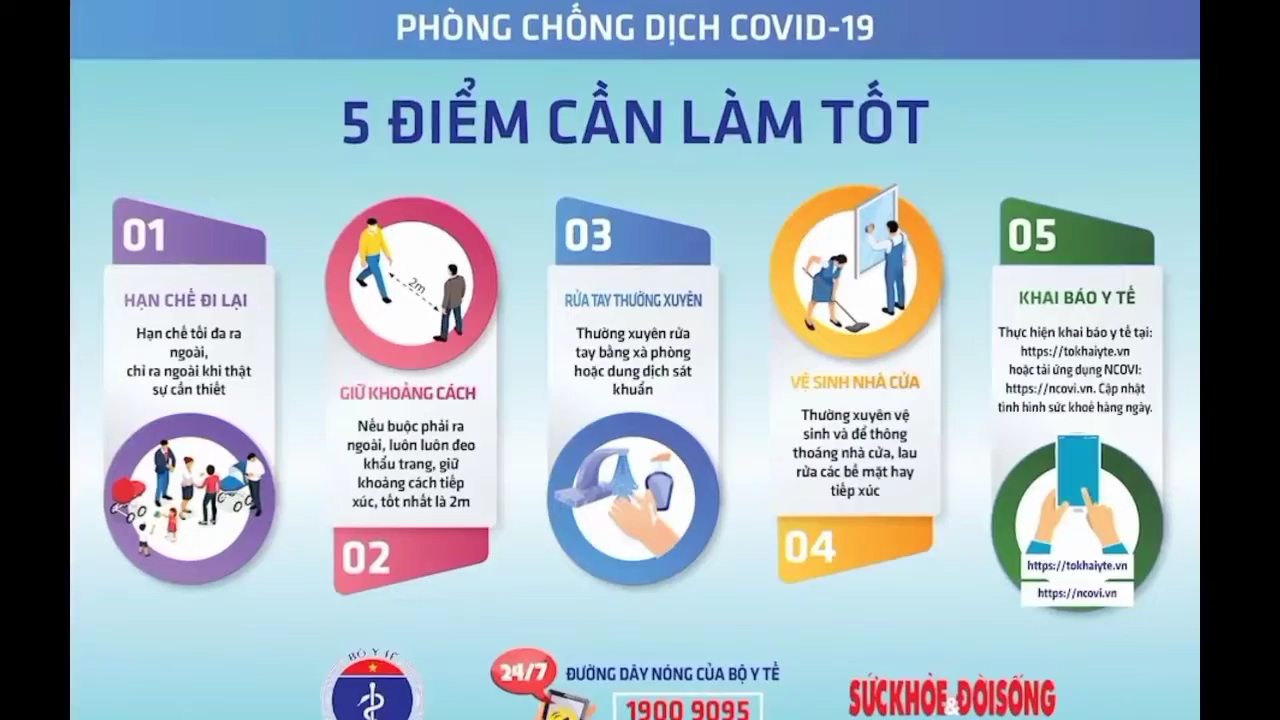 PHÒNG CHỐNG DỊCH COVID-19
5 ĐIỂM CẦN LÀM TỐT
01
HẠN CHẾ ĐI LẠI
Hạn chế tối đa ra
ngoài,
chỉ ra ngoài khi thật
sự cần thiết
2m
GIỮ KHOẢNG CÁCH
Nếu buộc phải ra
ngoài, luôn luôn đeo
khẩu trang, giữ
khoảng cách tiếp
xúc, tốt nhất là 2m
02
03
RỬA TAY THƯỜNG XUYÊN
Thường xuyên rửa
tay bằng xà phòng
hoặc dung dịch sát
khuẩn
VỆ SINH NHÀ CỬA
Thường xuyên vệ
sinh và để thông
thoáng nhà cửa, lau
rửa các bề mặt hay
tiếp xúc
04
05
KHAI BÁO Y TẾ
Thực hiện khai báo y tế tại:
https://tokhaiyte.vn
hoặc tải ứng dụng NCOVI:
https://ncovi.vn. Cập nhật
tình hình sức khoẻ hàng ngày.
https://tokhaiyte.vn
https://ncovi.vn
BỘ Y TẾ
24/7
ĐƯỜNG DÂY NÓNG CỦA BỘ Y TẾ
1900 9095
SỨC KHỎE & ĐỜI SỐNG